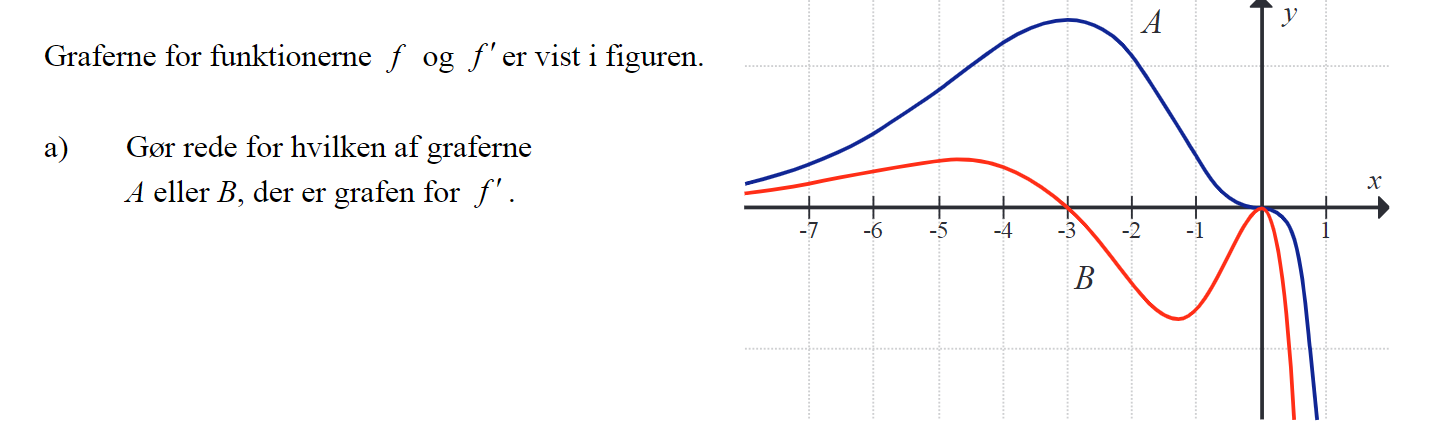 Graferne for funktionerne f og f′ er vist i figuren.
a) Gør rede for hvilken af graferne
A eller B, der er grafen for f′.
A
y
x
-7 -6 -5 -4 -3 -2 -1 1
B